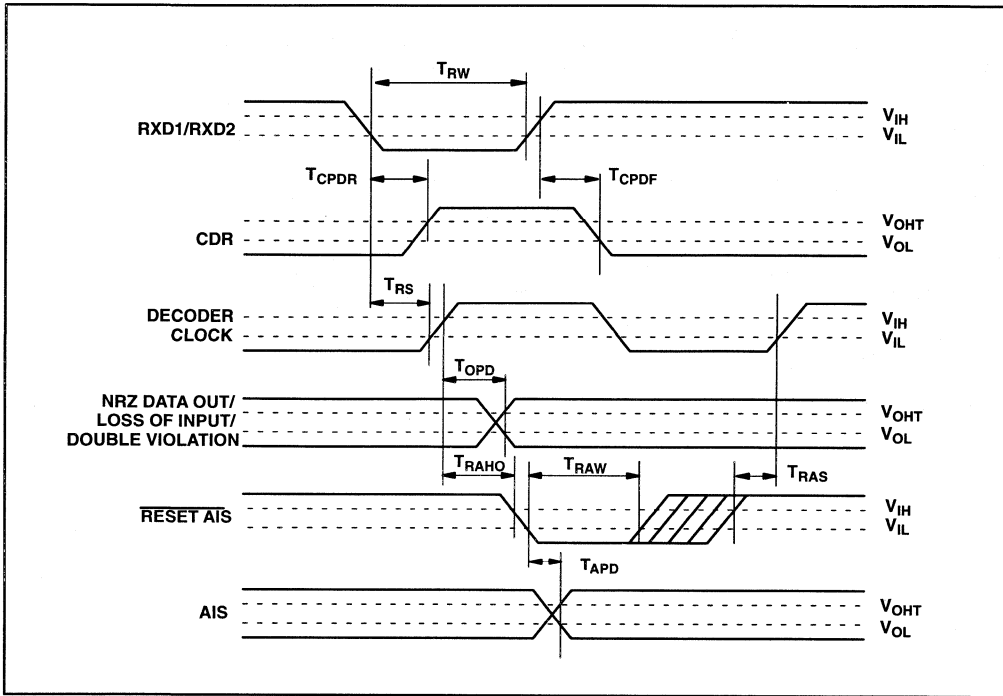 TRW
RXD1/RXD2
VIH
VIL
TCPDR
TCPDF
CDR
VOHT
VOL
TRS
DECODER
CLOCK
VIH
VIL
TOPD
NRZ DATA OUT/
LOSS OF INPUT/
DOUBLE VIOLATION
VOHT
VOL
TRAHO
TRAW
TRAS
RESET AIS
VIH
VIL
TAPD
AIS
VOHT
VOL